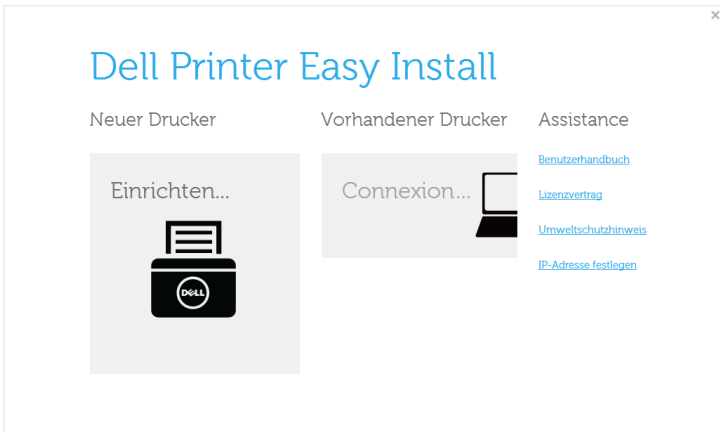 ×
Dell Printer Easy Install
Neuer Drucker
Einrichten...
DELL
Vorhandener Drucker
Connexion...
Assistance
Benutzerhandbuch
Lizenzvertrag
Umweltschutzhinweis
IP-Adresse festlegen